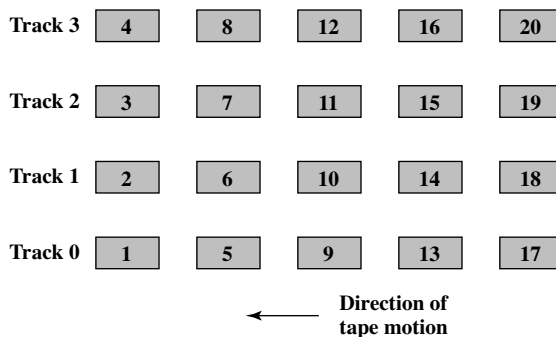 Track 3 4 8 12 16 20
Track 2 3 7 11 15 19
Track 1 2 6 10 14 18
Track 0 1 5 9 13 17
Direction of
tape motion